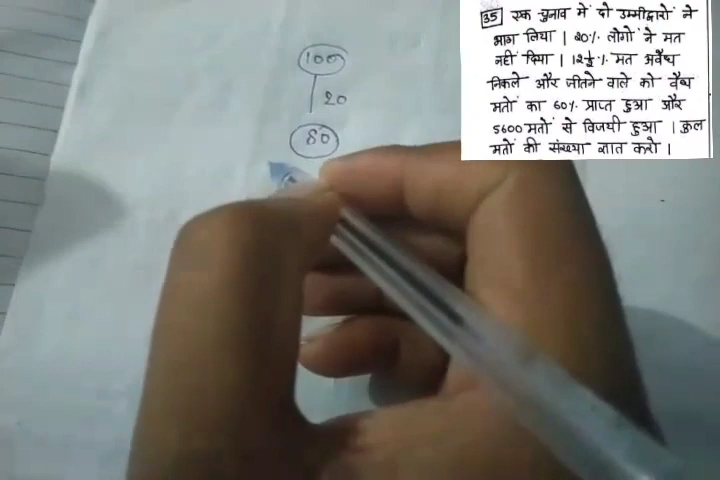 35 एक चुनाव में दो उम्मीद्वारों ने
भाग लिया | 20% लोगों ने मत
नहीं दिया | 12½% मत अवैध
निकले और जीतने वाले को वैध
मतों का 60% प्राप्त हुआ और
5600 मतों से विजयी हुआ | कुल
मतों की संख्या ज्ञात करो |
100
20
80